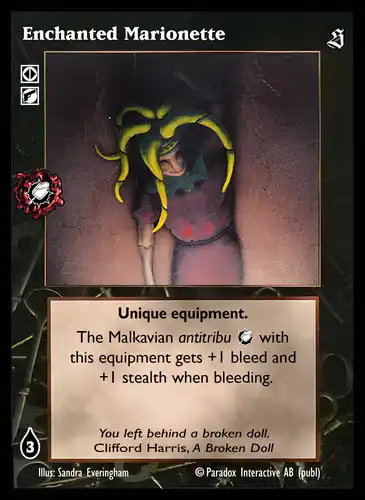 Enchanted Marionette
Unique equipment.
The Malkavian antitribu with
this equipment gets +1 bleed and
+1 stealth when bleeding.
You left behind a broken doll.
Clifford Harris, A Broken Doll
3
Illus: Sandra Everingham © Paradox Interactive AB (publ)